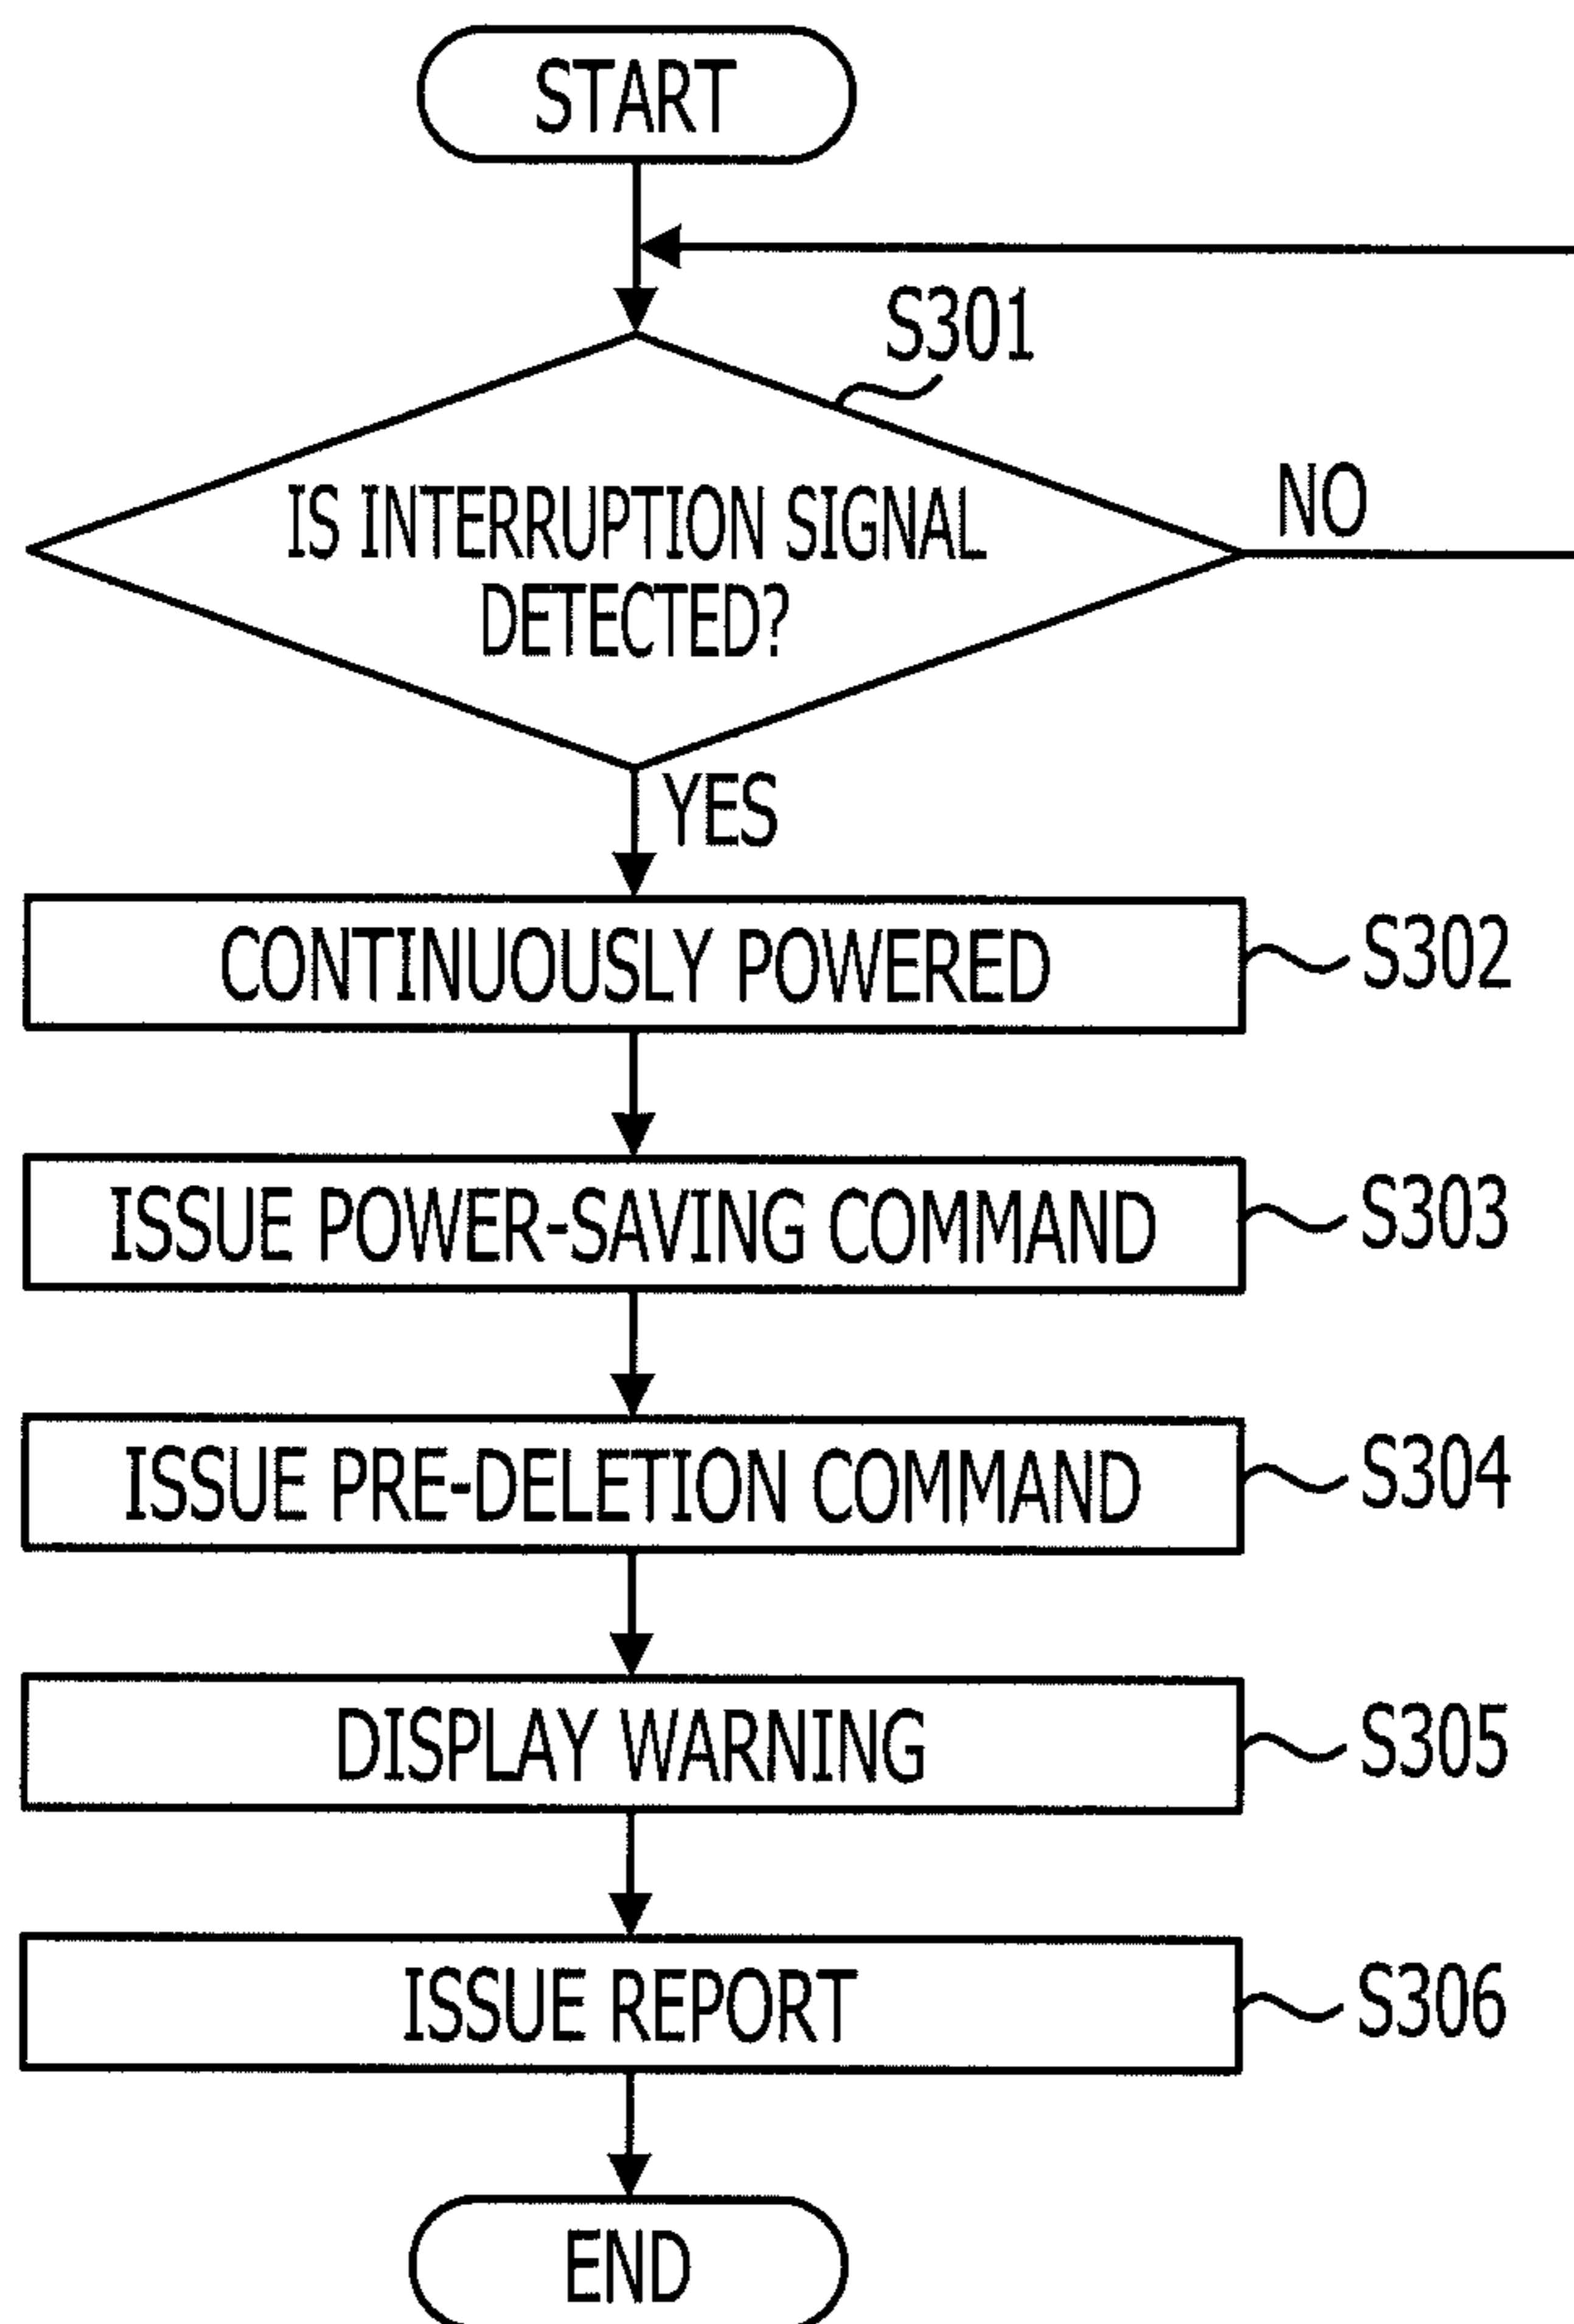 START
S301
IS INTERRUPTION SIGNAL
DETECTED?
NO
YES
CONTINUOUSLY POWERED
S302
ISSUE POWER-SAVING COMMAND
S303
ISSUE PRE-DELETION COMMAND
S304
DISPLAY WARNING
S305
ISSUE REPORT
S306
END